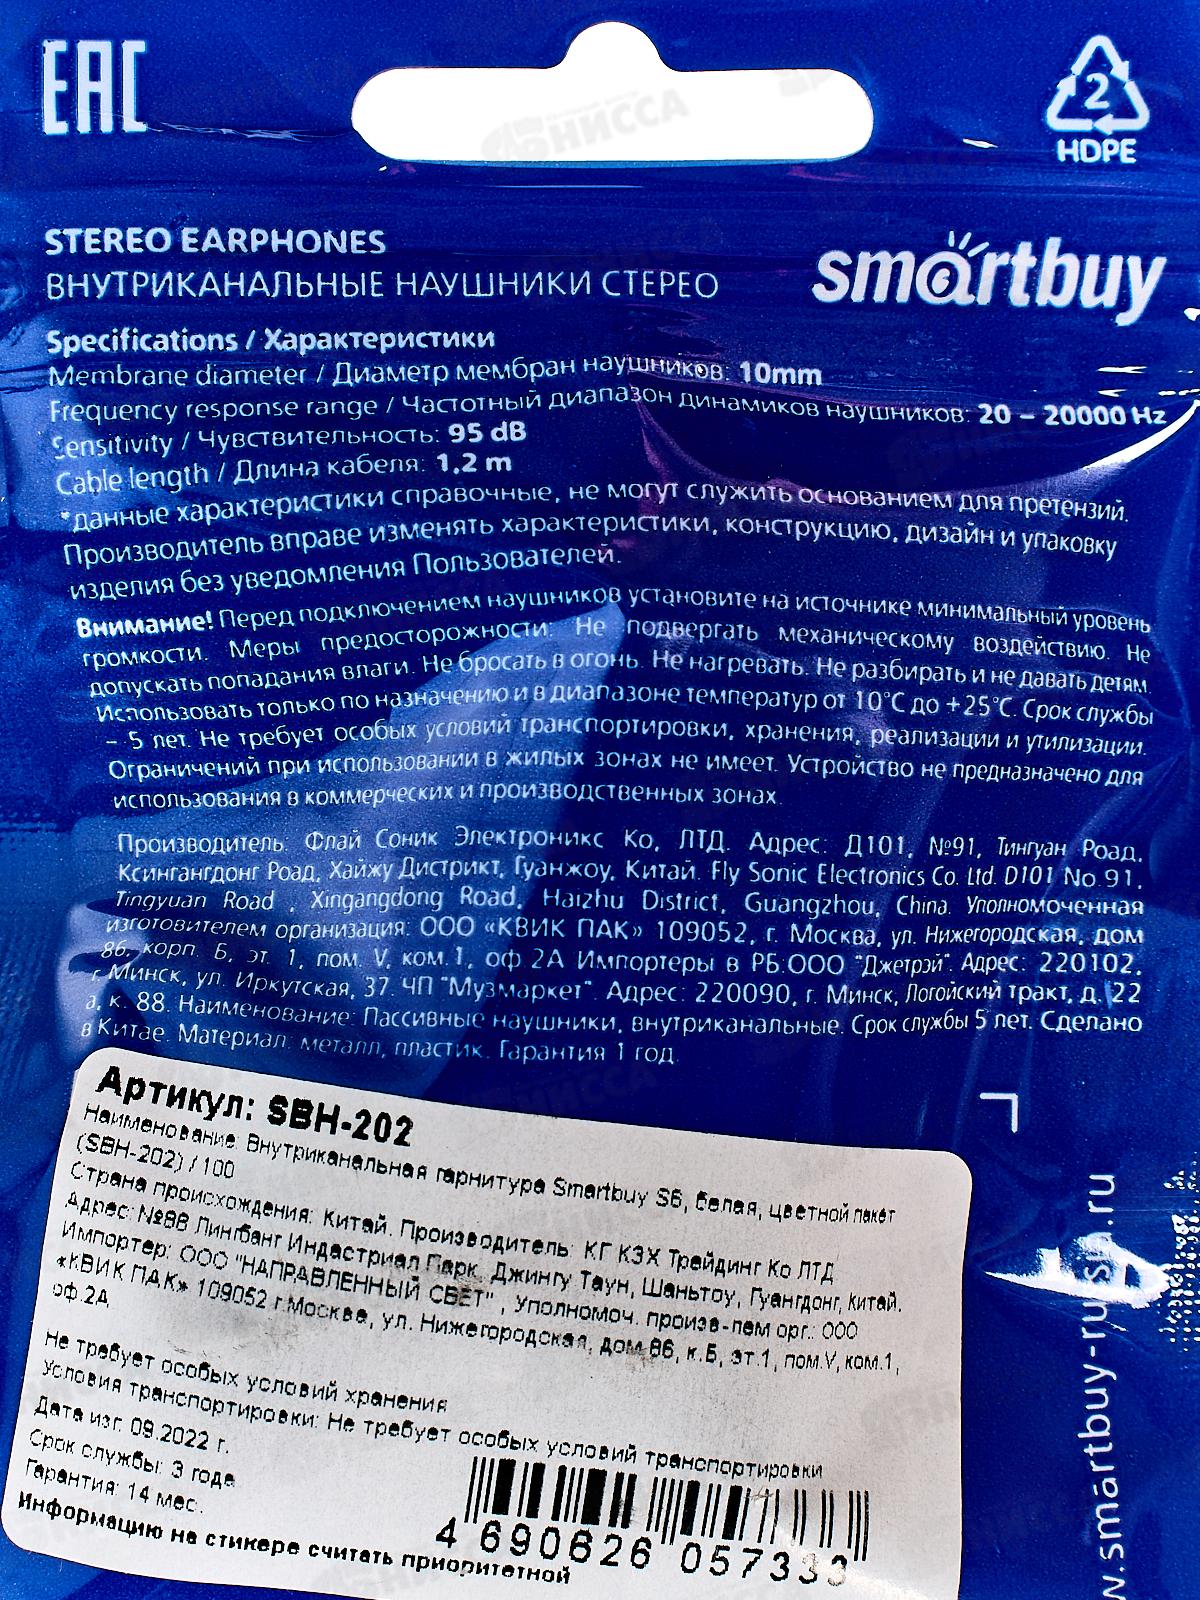 EAC
2
HDPE
STEREO EARPHONES
ВНУТРИКАНАЛЬНЫЕ НАУШНИКИ СТЕРЕО
smartbuy
Specifications / Характеристики
Membrane diameter / Диаметр мембран наушников: 10mm
Frequency response range / Частотный диапазон динамиков наушников: 20 – 20000 Hz
Sensitivity / Чувствительность: 95 dB
Cable length / Длина кабеля: 1,2 m
*данные характеристики справочные, не могут служить основанием для претензий.
Производитель вправе изменять характеристики, конструкцию, дизайн и упаковку
изделия без уведомления Пользователей.
Внимание! Перед подключением наушников установите на источнике минимальный уровень
громкости. Меры предосторожности: Не подвергать механическому воздействию. Не
допускать попадания влаги. Не бросать в огонь. Не нагревать. Не разбирать и не давать детям.
Использовать только по назначению и в диапазоне температур от 10°С до +25°С. Срок службы
– 5 лет. Не требует особых условий транспортировки, хранения, реализации и утилизации.
Ограничений при использовании в жилых зонах не имеет. Устройство не предназначено для
использования в коммерческих и производственных зонах.
Производитель: Флай Соник Электроникс Ко, ЛТД. Адрес: Д101, №91, Тингуан Роад,
Ксингангдонг Роад, Хайжу Дистрикт, Гуанжоу, Китай. Fly Sonic Electronics Co. Ltd. D101 No.91,
Tingyuan Road , Xingangdong Road, Haizhu District, Guangzhou, China. Уполномоченная
изготовителем организация: ООО «КВИК ПАК» 109052, г. Москва, ул. Нижегородская, дом
86, корп. Б, эт. 1, пом. V, ком.1, оф 2А Импортеры в РБ:ООО "Джетрэй". Адрес: 220102,
г.Минск, ул. Иркутская, 37. ЧП "Музмаркет". Адрес: 220090, г. Минск, Логойский тракт, д. 22
а, к. 88. Наименование: Пассивные наушники, внутриканальные. Срок службы 5 лет. Сделано
в Китае. Материал: металл, пластик. Гарантия 1 год.
Артикул: SBH-202
Наименование: Внутриканальная гарнитура Smartbuy S6, белая, цветной пакет
(SBH-202) / 100
Страна происхождения: Китай. Производитель: КГ КЗХ Трейдинг Ко ЛТД
Адрес: №88 Лингбанг Индастриал Парк, Джингу Таун, Шаньтоу, Гуангдонг, Китай.
Импортер: ООО "НАПРАВЛЕННЫЙ СВЕТ" , Уполномоч. произв-лем орг.: ООО
«КВИК ПАК» 109052 г.Москва, ул. Нижегородская, дом 86, к.Б, эт.1, пом.V, ком.1,
оф.2А
Не требует особых условий хранения
Условия транспортировки: Не требует особых условий транспортировки
Дата изг. 09.2022 г.
Срок службы: 3 года
Гарантия: 14 мес.
Информацию на стикере считать приоритетной
4 690626 057333